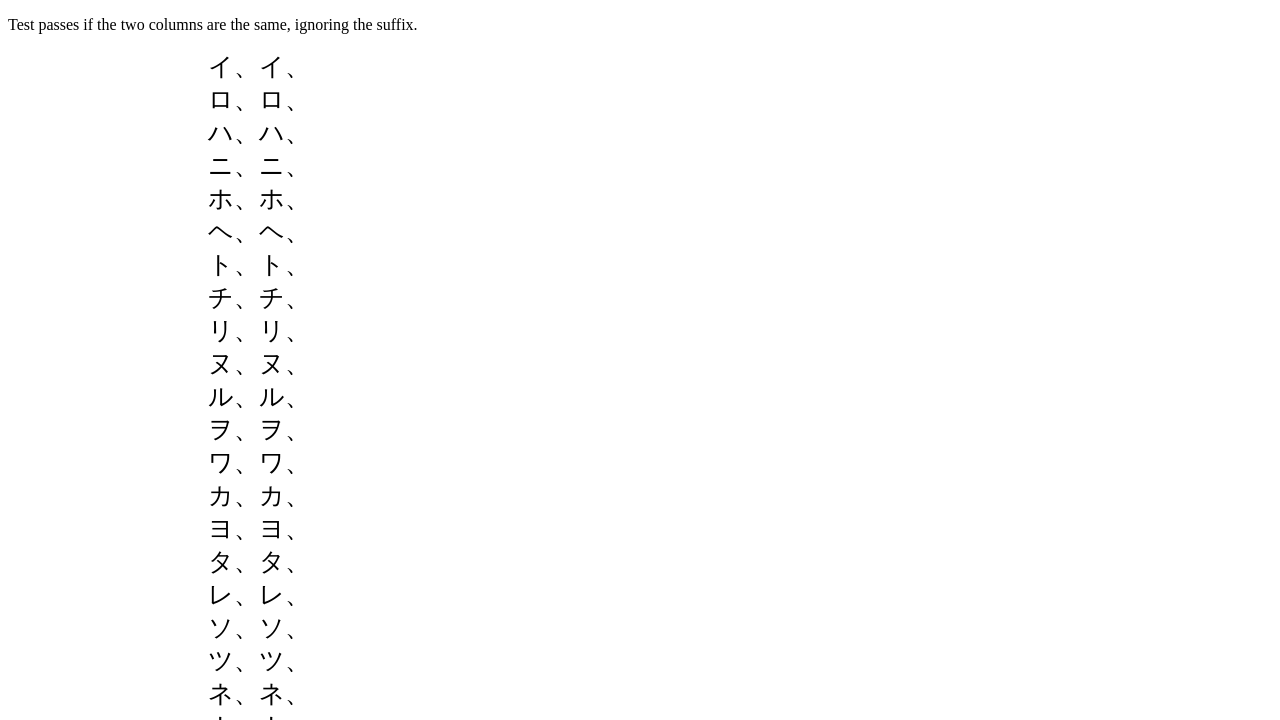 Test passes if the two columns are the same, ignoring the suffix.
イ、イ、
ロ、ロ、
ハ、ハ、
ニ、ニ、
ホ、ホ、
ヘ、ヘ、
ト、ト、
チ、チ、
リ、リ、
ヌ、ヌ、
ル、ル、
ヲ、ヲ、
ワ、ワ、
カ、カ、
ヨ、ヨ、
タ、タ、
レ、レ、
ソ、ソ、
ツ、ツ、
ネ、ネ、